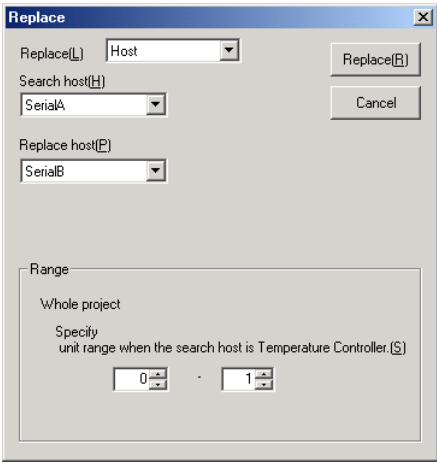 Replace
Replace(L) Host
Replace(R)
Search host(H)
SerialA
Cancel
Replace host(P)
SerialB
Range
Whole project
Specify
unit range when the search host is Temperature Controller.(S)
0 - 1